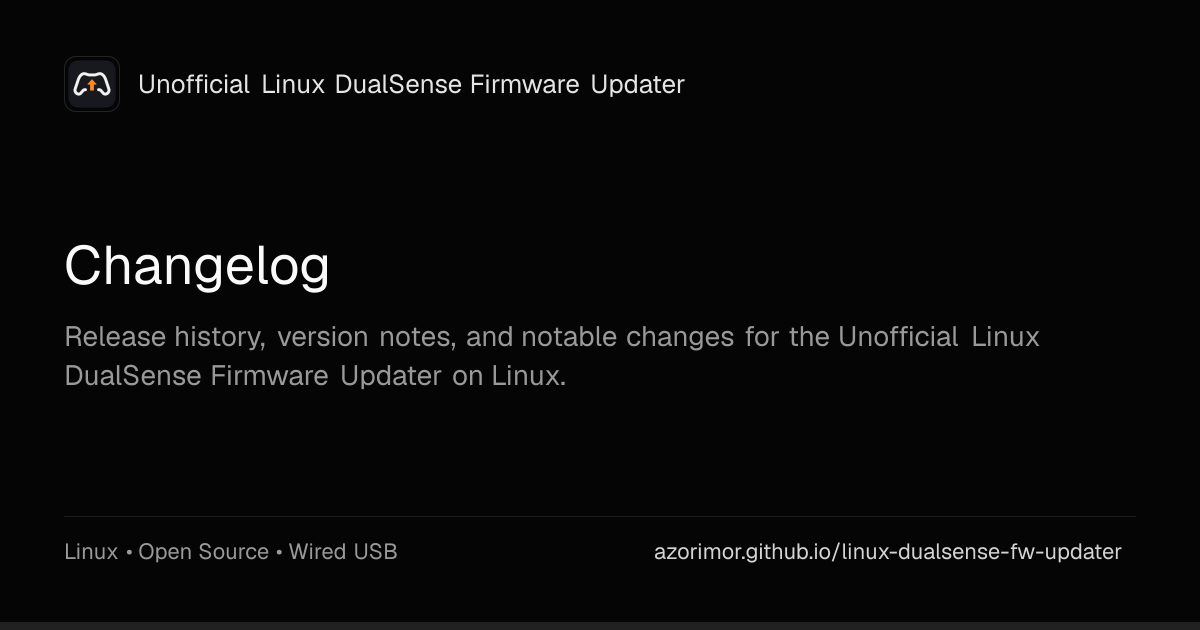 Unofficial Linux DualSense Firmware Updater
Changelog
Release history, version notes, and notable changes for the Unofficial Linux
DualSense Firmware Updater on Linux.
Linux • Open Source • Wired USB
azorimor.github.io/linux-dualsense-fw-updater